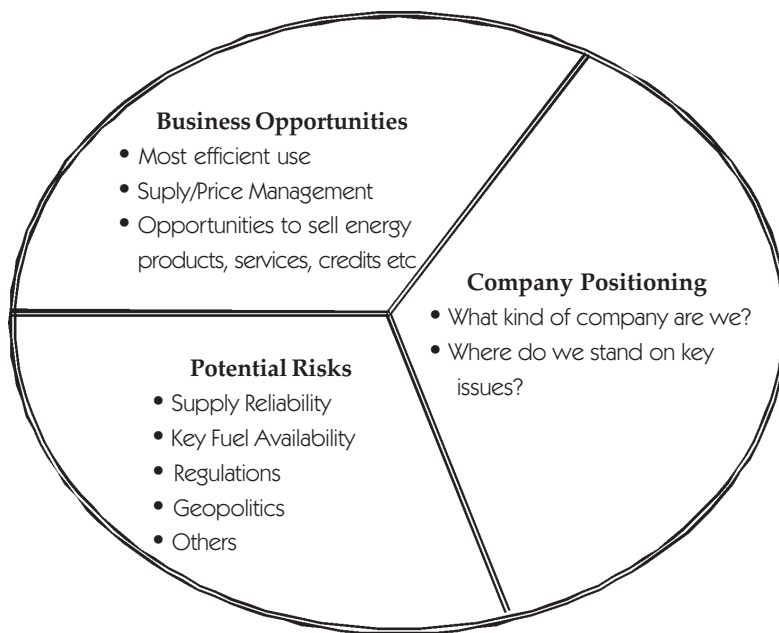 Business Opportunities
• Most efficient use
• Suply/Price Management
• Opportunities to sell energy
products, services, credits etc
Company Positioning
• What kind of company are we?
• Where do we stand on key
issues?
Potential Risks
• Supply Reliability
• Key Fuel Availability
• Regulations
• Geopolitics
• Others